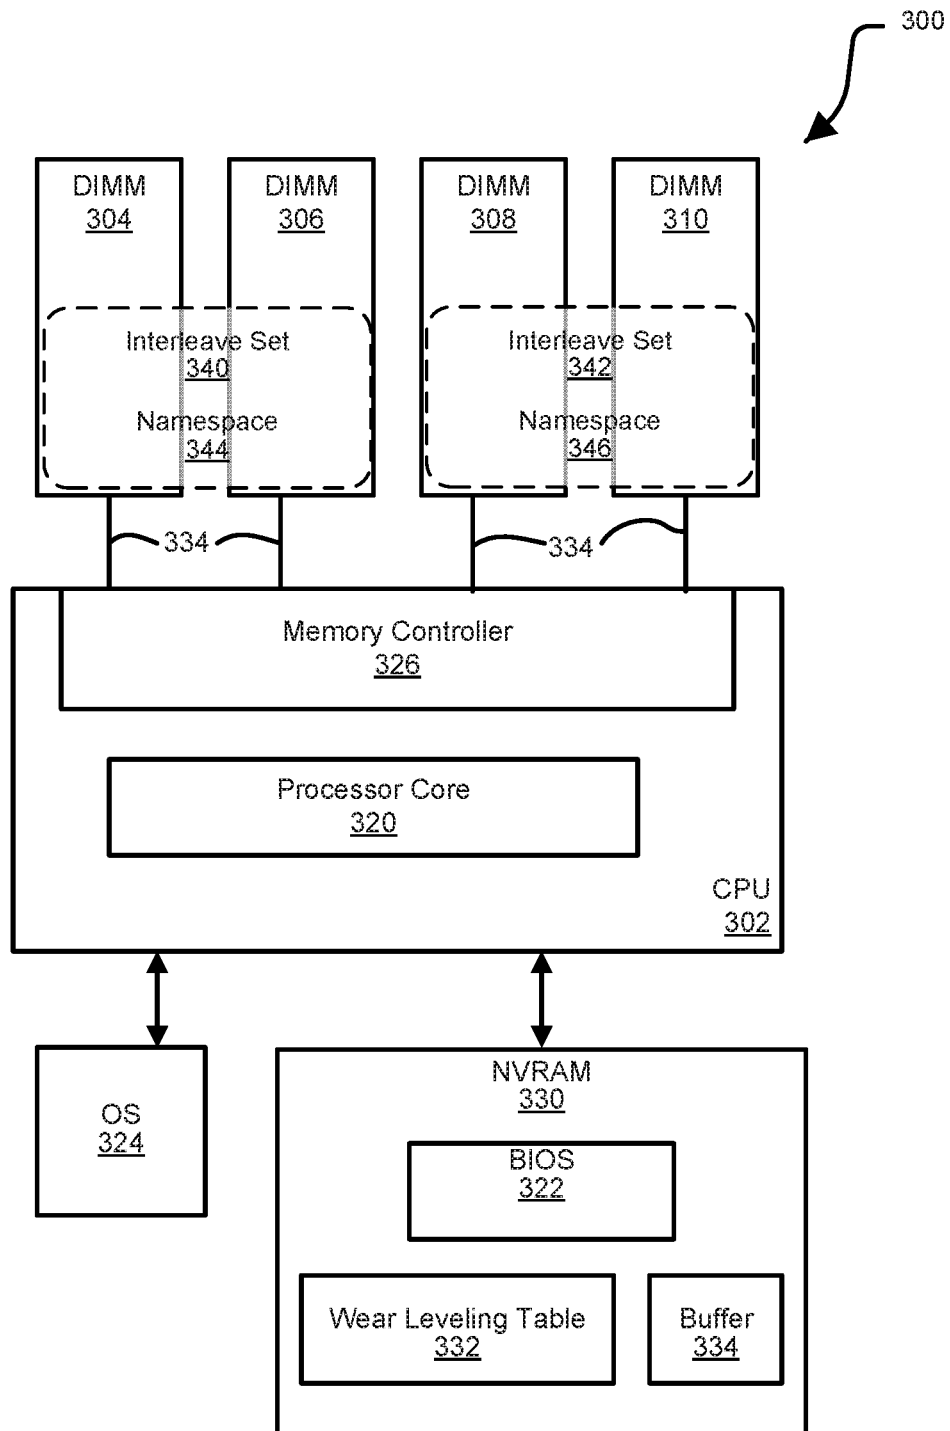 300
DIMM
304
DIMM
306
DIMM
308
DIMM
310
Interleave Set
340
Namespace
344
Interleave Set
342
Namespace
346
334
334
Memory Controller
326
Processor Core
320
CPU
302
OS
324
NVRAM
330
BIOS
322
Wear Leveling Table
332
Buffer
334